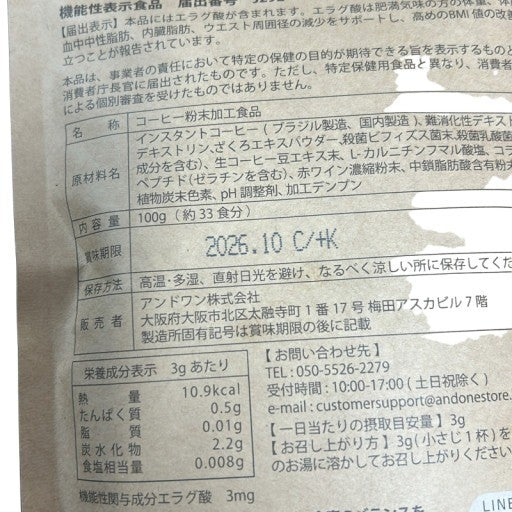 機能性表示食品 届出番号
【届出表示】本品にはエラグ酸が含まれます。エラグ酸は肥満気味の方の体重、体
血中中性脂肪、内臓脂肪、ウエスト周囲径の減少をサポートし、高めのBMI値の改善
立つことが報告されています。
本品は、事業者の責任において特定の保健の目的が期待できる旨を表示するものと
消費者庁長官に届出されたものです。ただし、特定保健用食品と異なり、消費者
による個別審査を受けたものではありません。
名 称 コーヒー粉末加工食品
原材料名 インスタントコーヒー ( ブラジル製造、国内製造 )、難消化性デキスト
デキストリン、ざくろエキスパウダー、殺菌ビフィズス菌末、殺菌乳酸菌
成分を含む)、生コーヒー豆エキス末、L-カルニチンフマル酸塩、コラ
ペプチド(ゼラチンを含む)、赤ワイン濃縮粉末、中鎖脂肪酸含有粉末
植物炭末色素、pH 調整剤、加工デンプン
内容量 100g ( 約 33 食分 )
賞味期限 2026.10 C/+K
保存方法 高温・多湿、直射日光を避け、なるべく涼しい所に保存してくだ
販売者 アンドワン株式会社
大阪府大阪市北区太融寺町 1 番 17 号 梅田アスカビル 7 階
製造所固有記号は賞味期限の後に記載
栄養成分表示 3g あたり
熱 量 10.9kcal
たんぱく質 0.5g
脂 質 0.01g
炭水化物 2.2g
食塩相当量 0.008g
機能性関与成分エラグ酸 3mg
【お問い合わせ先】
TEL : 050-5526-2279
受付時間 : 10:00-17:00 ( 土日祝除く )
e-mail : customersupport@andonestore.
【一日当たりの摂取目安量】3g
【お召し上がり方】3g( 小さじ 1 杯 ) を
のお湯に溶かしてお召し上がりください
LINE